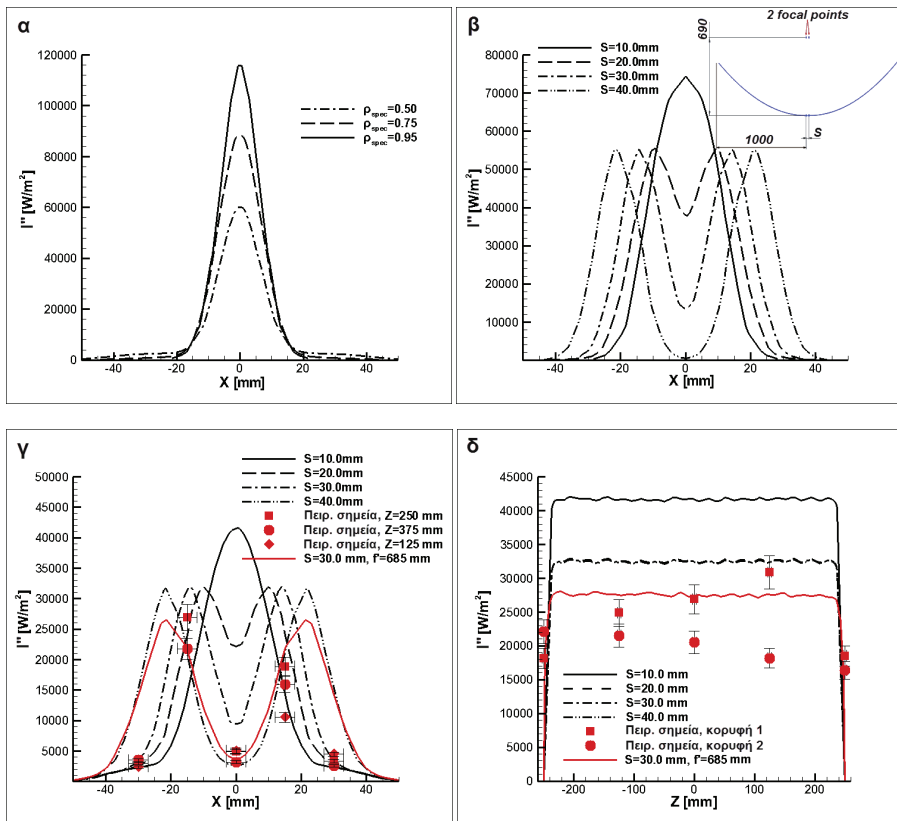 α
120000
100000
80000
60000
40000
20000
0
I'' [W/m²]
-40
-20
0
20
40
X [mm]
ρspec=0.50
ρspec=0.75
ρspec=0.95
β
S=10.0mm
S=20.0mm
S=30.0mm
S=40.0mm
2 focal points
690
1000
S
80000
70000
60000
50000
40000
30000
20000
10000
0
I'' [W/m²]
-40
-20
0
20
40
X [mm]
γ
S=10.0mm
S=20.0mm
S=30.0mm
S=40.0mm
Πειρ. σημεία, Z=250 mm
Πειρ. σημεία, Z=375 mm
Πειρ. σημεία, Z=125 mm
S=30.0 mm, f'=685 mm
50000
45000
40000
35000
30000
25000
20000
15000
10000
5000
I'' [W/m²]
-40
-20
0
20
40
X [mm]
δ
45000
40000
35000
30000
25000
20000
15000
10000
5000
0
I'' [W/m²]
S=10.0 mm
S=20.0 mm
S=30.0 mm
S=40.0 mm
Πειρ. σημεία, κορυφή 1
Πειρ. σημεία, κορυφή 2
S=30.0 mm, f'=685 mm
-200
-100
0
100
200
Z [mm]